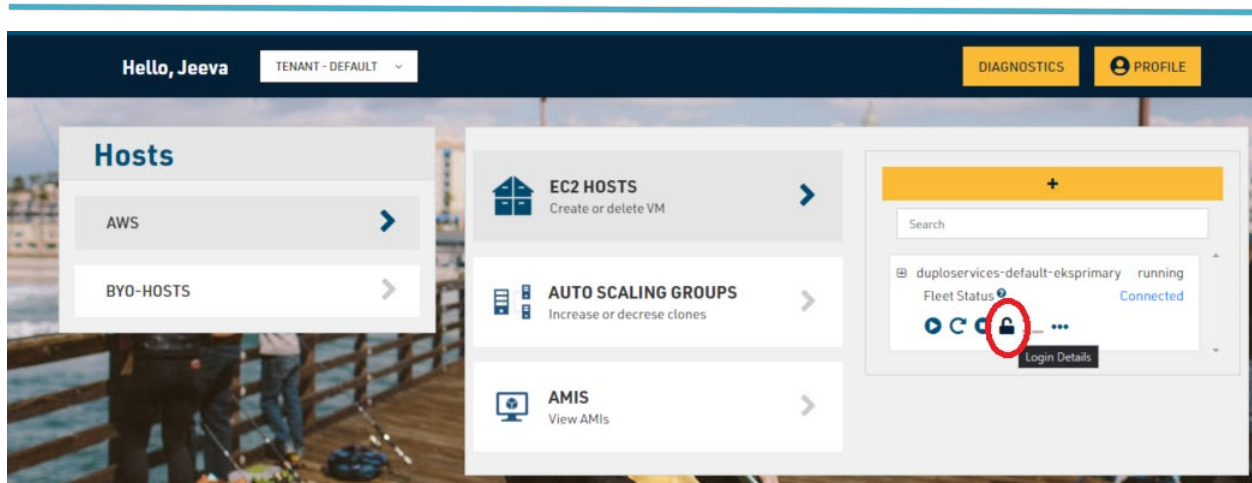 Hello, Jeeva
TENANT - DEFAULT
DIAGNOSTICS
PROFILE
Hosts
AWS
BYO-HOSTS
EC2 HOSTS
Create or delete VM
AUTO SCALING GROUPS
Increase or decrese clones
AMIS
View AMIs
+
Search
duploservices-default-eksprimary running
Fleet Status Connected
Login Details